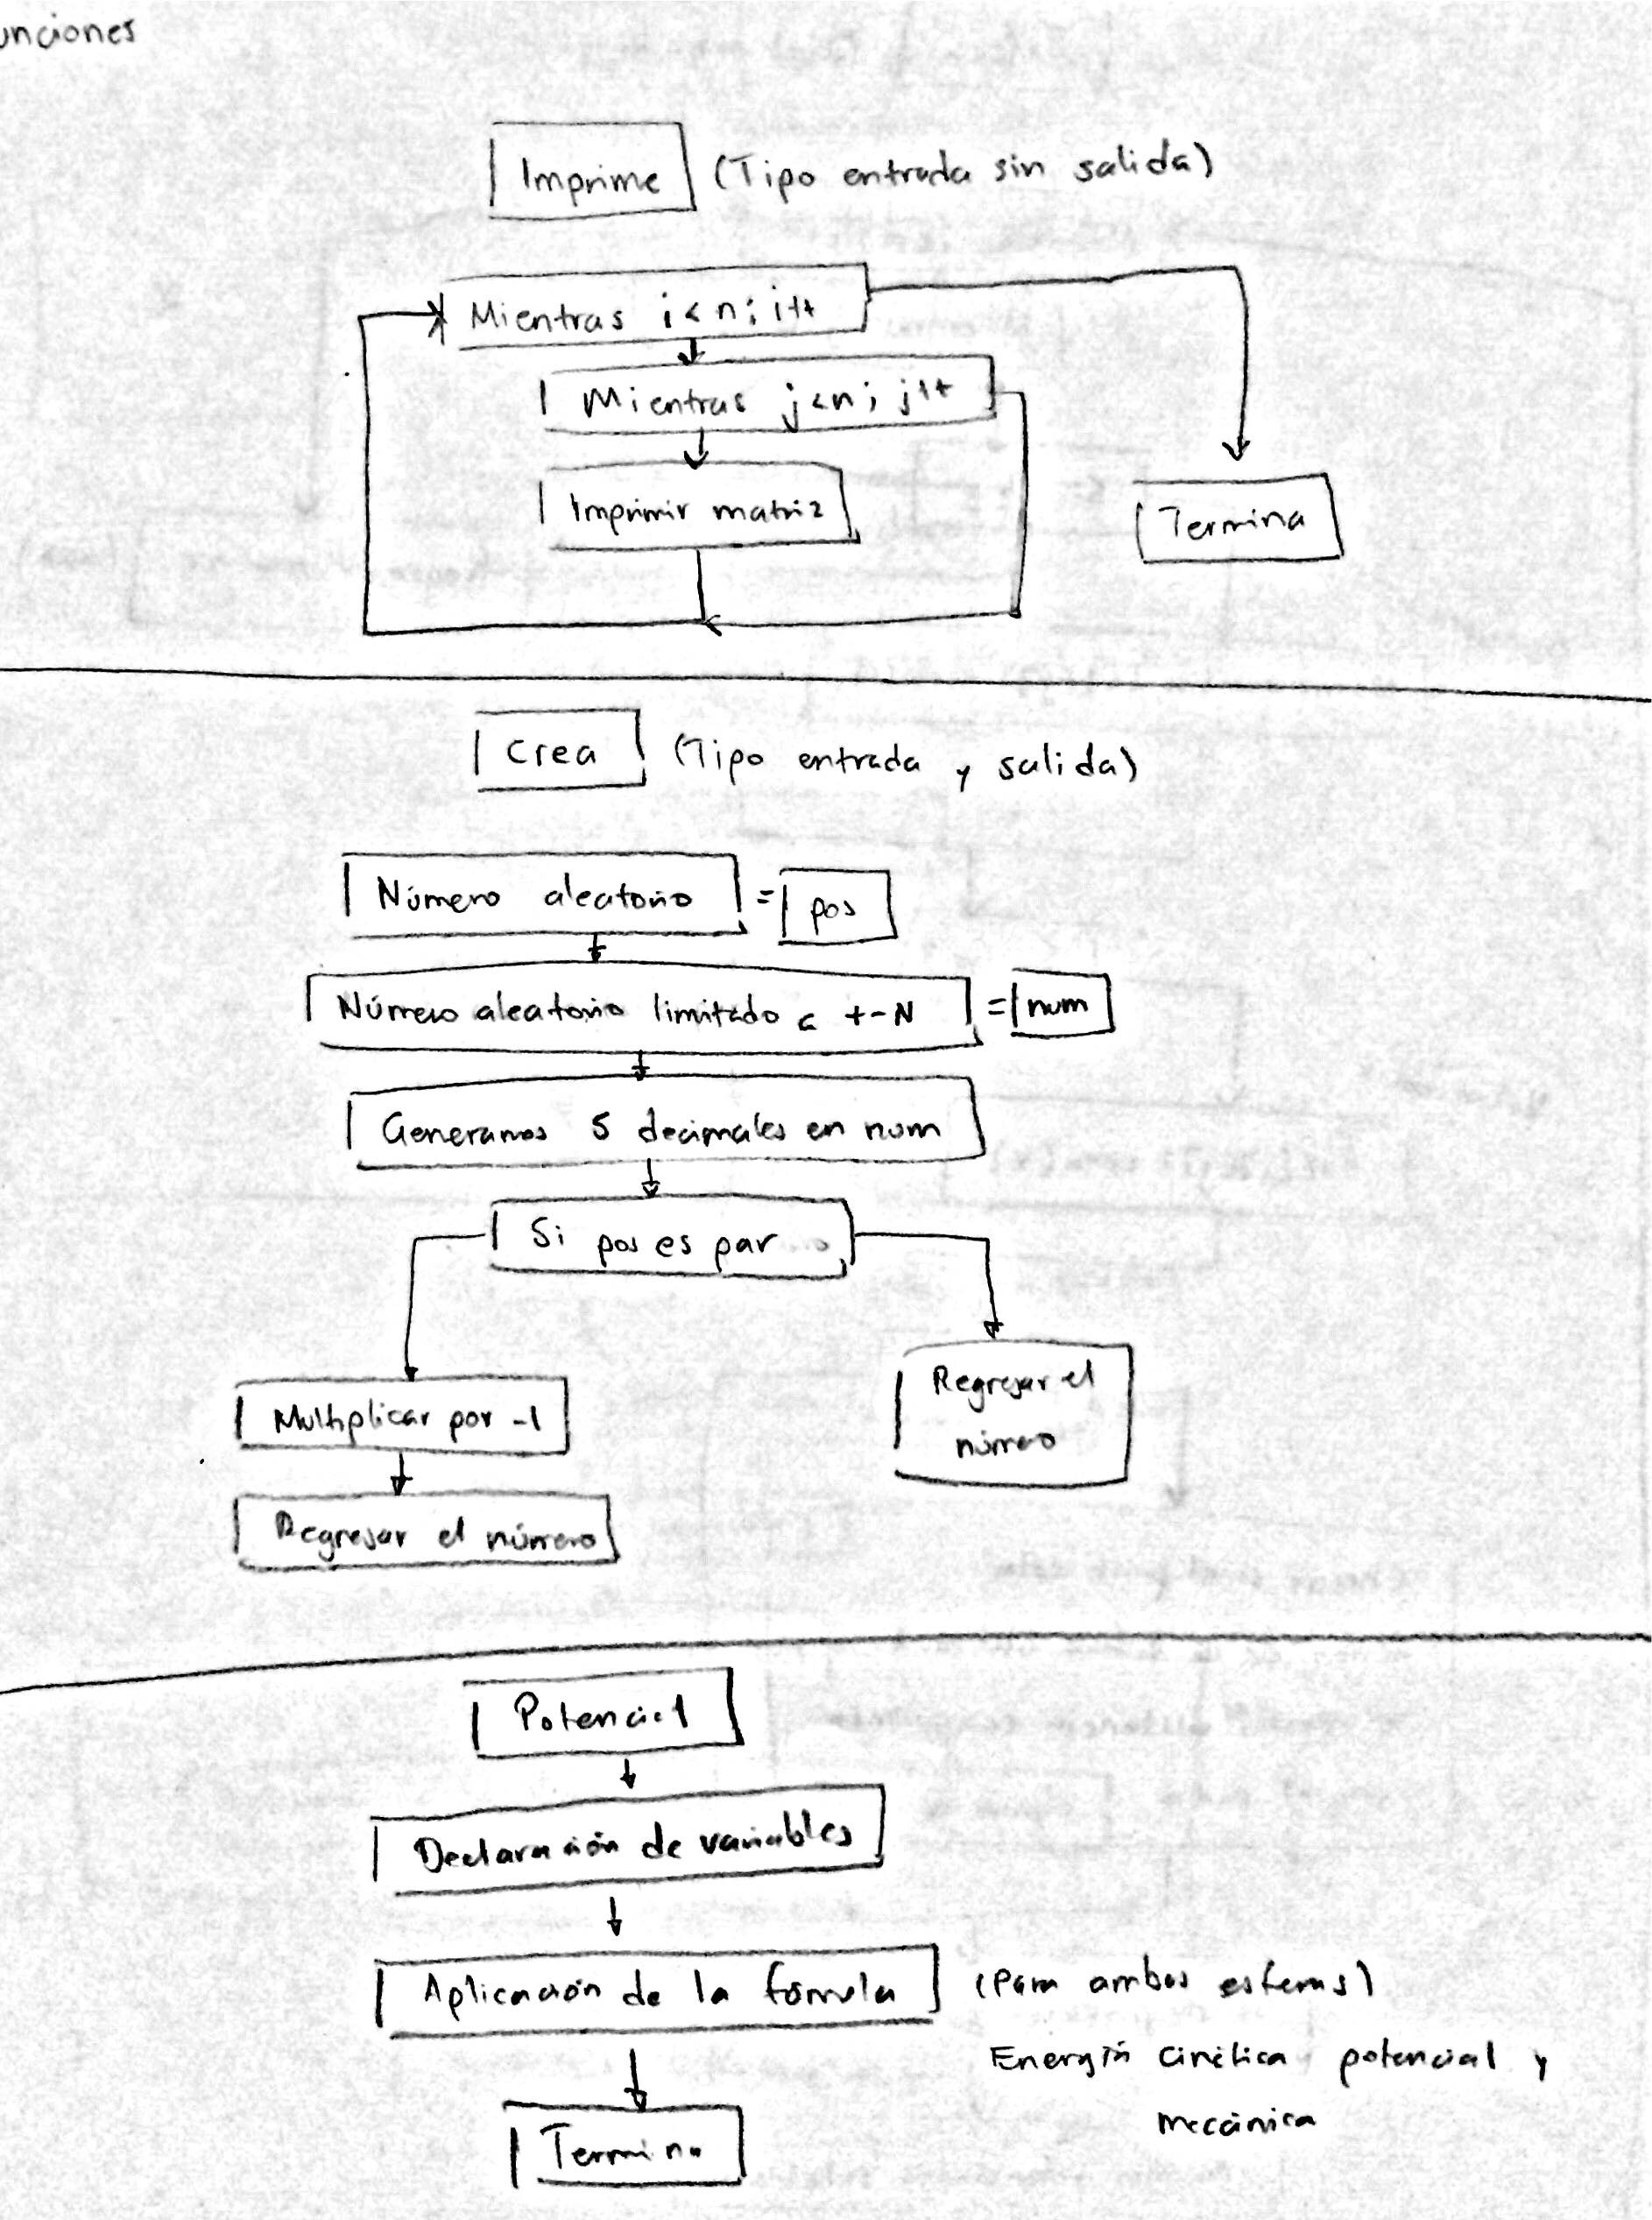 unciones
Imprime (Tipo entrada sin salida)
Mientras i<n; i++
Mientras j<n; j++
Imprimir matriz
Termina
Crea (Tipo entrada y salida)
Número aleatorio = pos
Número aleatorio limitado a +-N = num
Generamos 5 decimales en num
Si pos es par
Multiplicar por -1
Regresar el número
Regresar el
número
Potencial
Declaración de variables
Aplicación de la fórmula (Para ambas esferas)
Energía cinética potencial y
mecánica
Termina